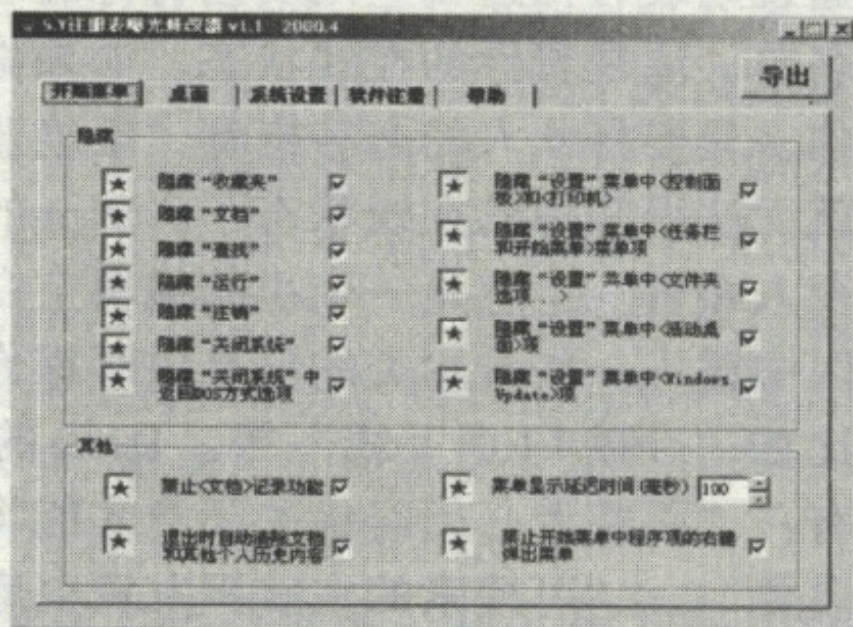 S.Y注册表曝光修改器 v1.1 2000.4
导出
开始菜单 桌面 系统设置 软件注册 帮助
隐藏
隐藏“收藏夹”
隐藏“文档”
隐藏“查找”
隐藏“运行”
隐藏“注销”
隐藏“关闭系统”
隐藏“关闭系统”中
返回DOS方式选项
隐藏“设置”菜单中<控制面
板>和<打印机>
隐藏“设置”菜单中<任务栏
和开始菜单>菜单项
隐藏“设置”菜单中<文件夹
选项...>
隐藏“设置”菜单中<活动桌
面>项
隐藏“设置”菜单中<Windows
Update>项
其他
禁止<文档>记录功能
退出时自动清除文档
和其他个人历史内容
菜单显示延迟时间(毫秒) 100
禁止开始菜单中程序项的右键
弹出菜单